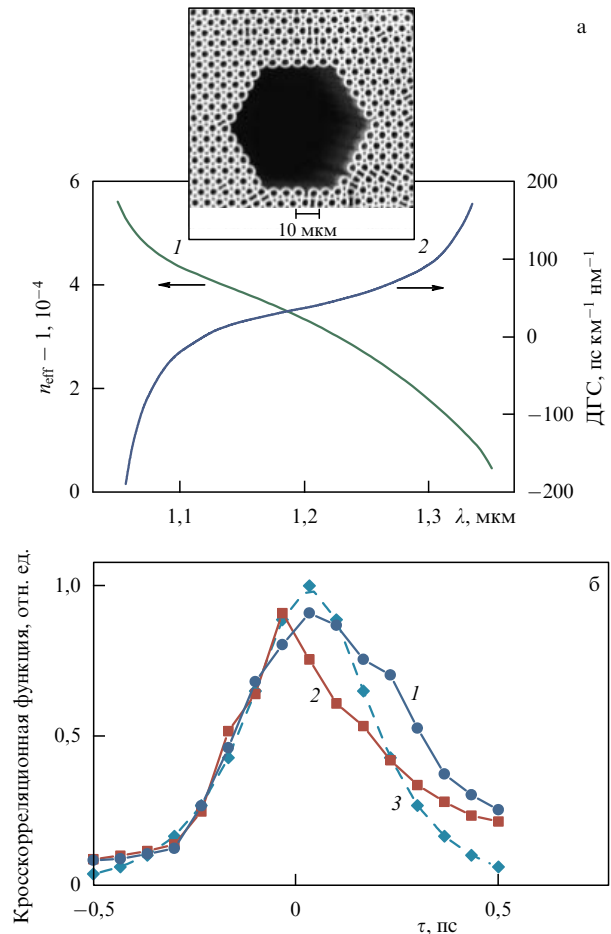 а
10 мкм
6
4
2
0
n_eff − 1, 10⁻⁴
1
2
200
100
0
−100
−200
ДГС, пс км⁻¹ нм⁻¹
1,1
1,2
1,3
λ, мкм
б
Кросскорреляционная функция, отн. ед.
1,0
0,5
0
1
2
3
−0,5
0
0,5
τ, пс